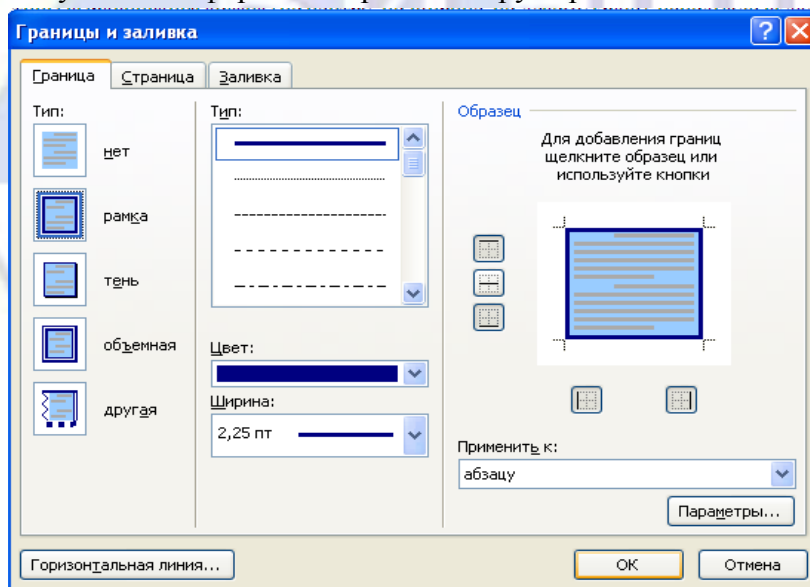 Границы и заливка
Граница Страница Заливка
Тип:
нет
рамка
тень
объемная
другая
Тип:
Цвет:
Ширина:
2,25 пт
Образец
Для добавления границ
щелкните образец или
используйте кнопки
Применить к:
абзацу
Параметры...
Горизонтальная линия... ОК Отмена